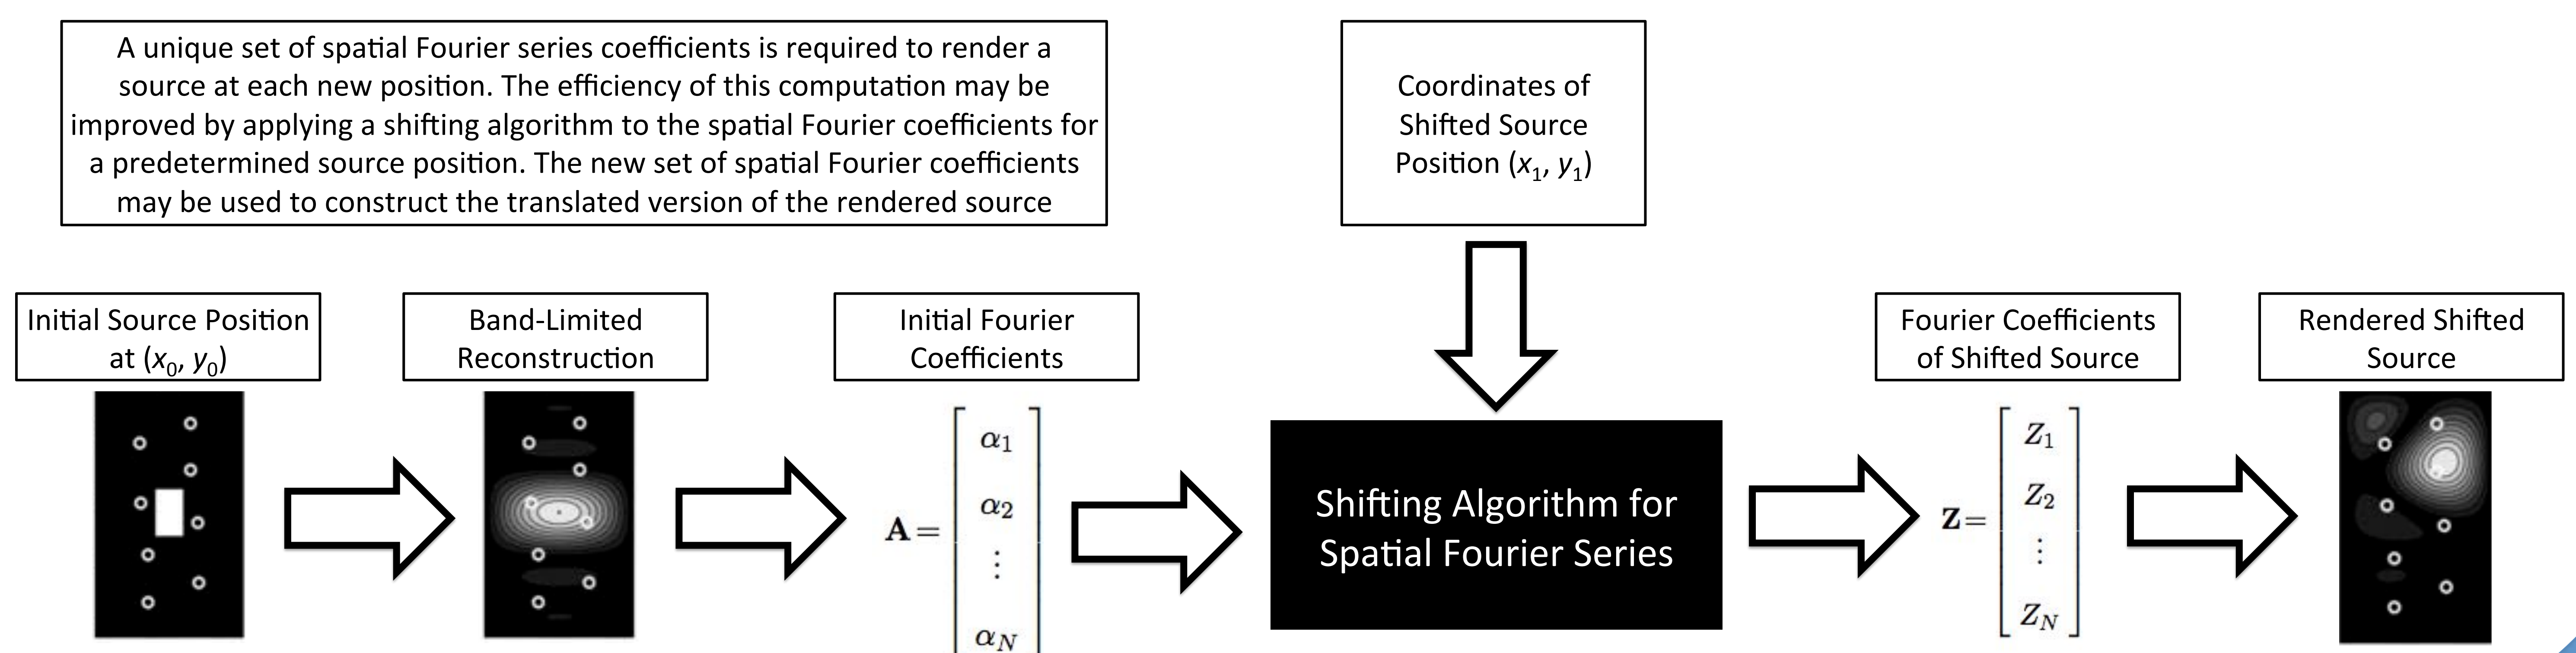 A unique set of spatial Fourier series coefficients is required to render a
source at each new position. The efficiency of this computation may be
improved by applying a shifting algorithm to the spatial Fourier coefficients for
a predetermined source position. The new set of spatial Fourier coefficients
may be used to construct the translated version of the rendered source
Coordinates of
Shifted Source
Position (x₁, y₁)
Initial Source Position
at (x₀, y₀)
Band-Limited
Reconstruction
Initial Fourier
Coefficients
A=
α₁
α₂
⋮
α_N
Shifting Algorithm for
Spatial Fourier Series
Fourier Coefficients
of Shifted Source
Z=
Z₁
Z₂
⋮
Z_N
Rendered Shifted
Source